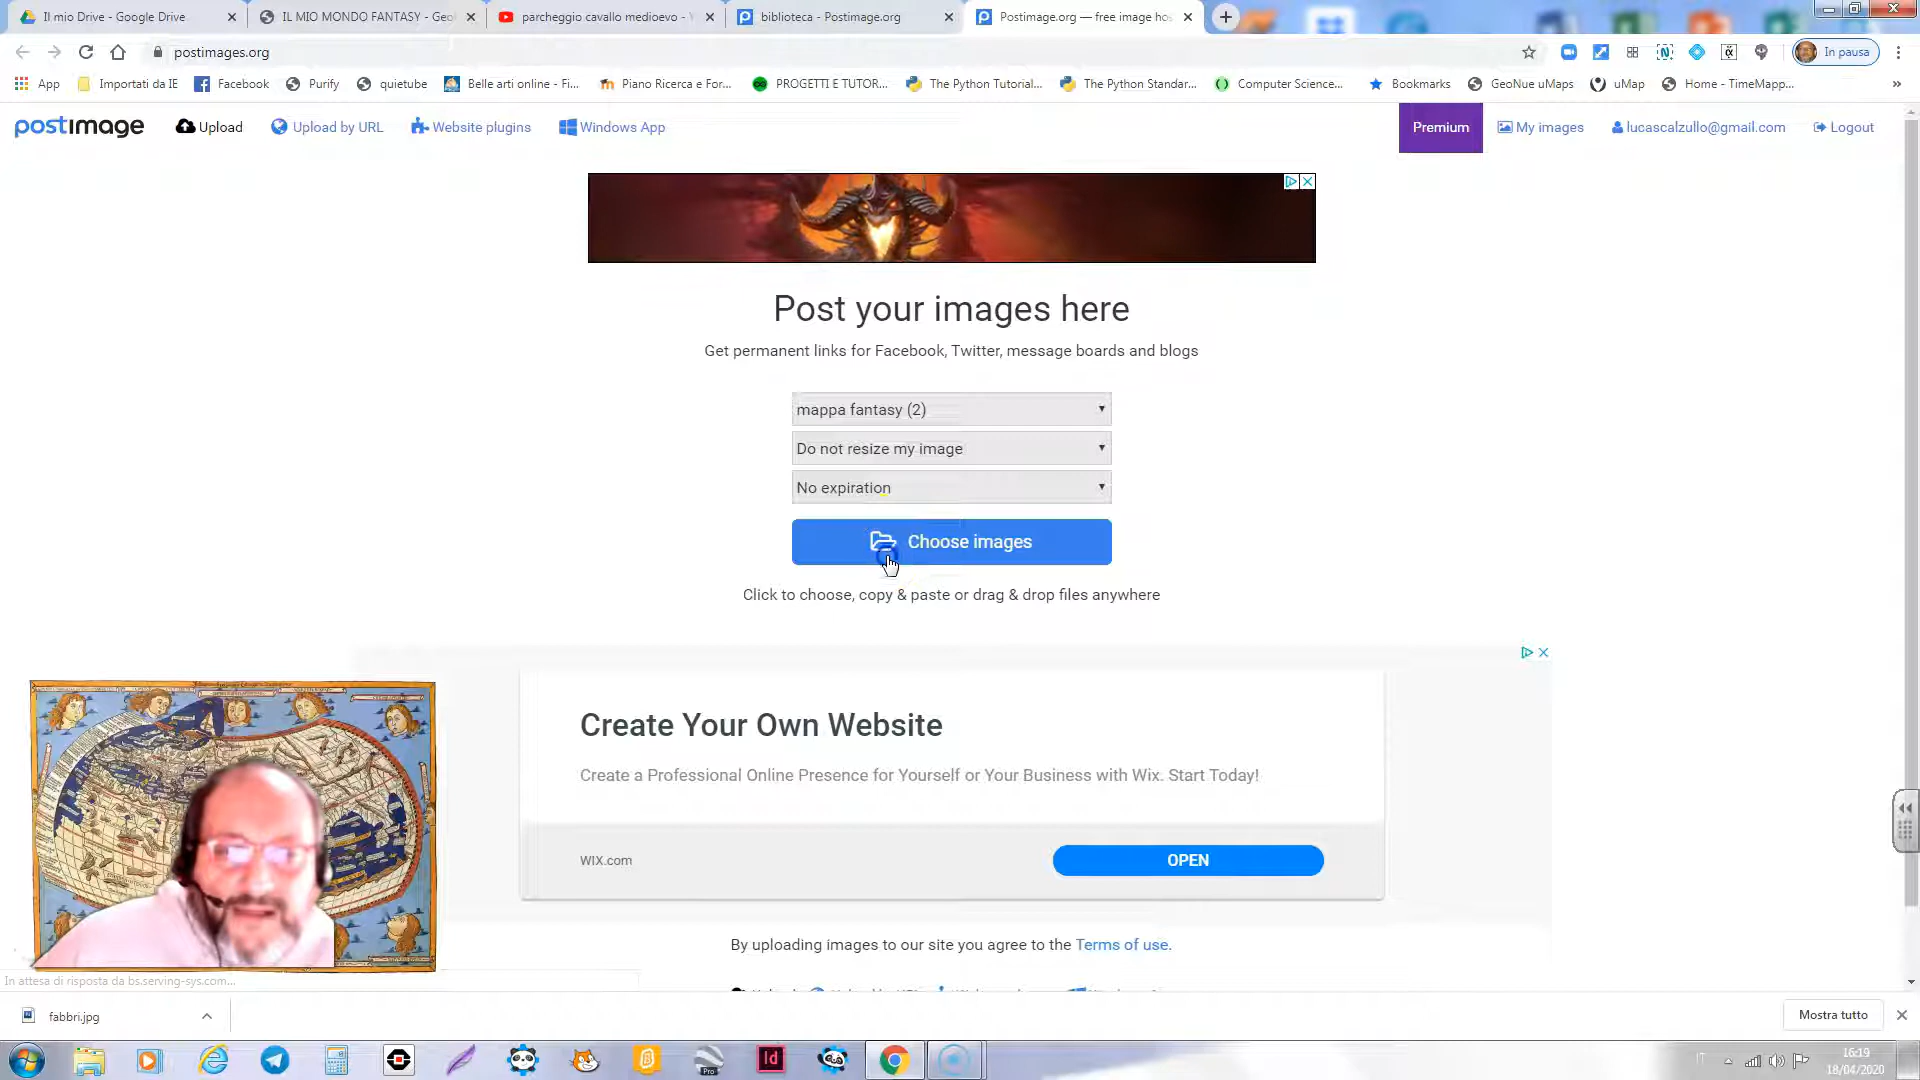 Il mio Drive - Google Drive
IL MIO MONDO FANTASY - Geo
parcheggio cavallo medioevo -
biblioteca - Postimage.org
Postimage.org — free image ho
postimages.org
In pausa
App
Importati da IE
Facebook
Purify
quietube
Belle arti online - Fi...
Piano Ricerca e For...
PROGETTI E TUTOR...
The Python Tutorial...
The Python Standar...
Computer Science...
Bookmarks
GeoNue uMaps
uMap
Home - TimeMapp...
»
postimage
Upload
Upload by URL
Website plugins
Windows App
Premium
My images
lucascalzullo@gmail.com
Logout
Post your images here
Get permanent links for Facebook, Twitter, message boards and blogs
mappa fantasy (2)
Do not resize my image
No expiration
Choose images
Click to choose, copy & paste or drag & drop files anywhere
Create Your Own Website
Create a Professional Online Presence for Yourself or Your Business with Wix. Start Today!
WIX.com
OPEN
By uploading images to our site you agree to the Terms of use.
In attesa di risposta da bs.serving-sys.com...
fabbri.jpg
Mostra tutto
Pro
Id
IT
16:19
18/04/2020